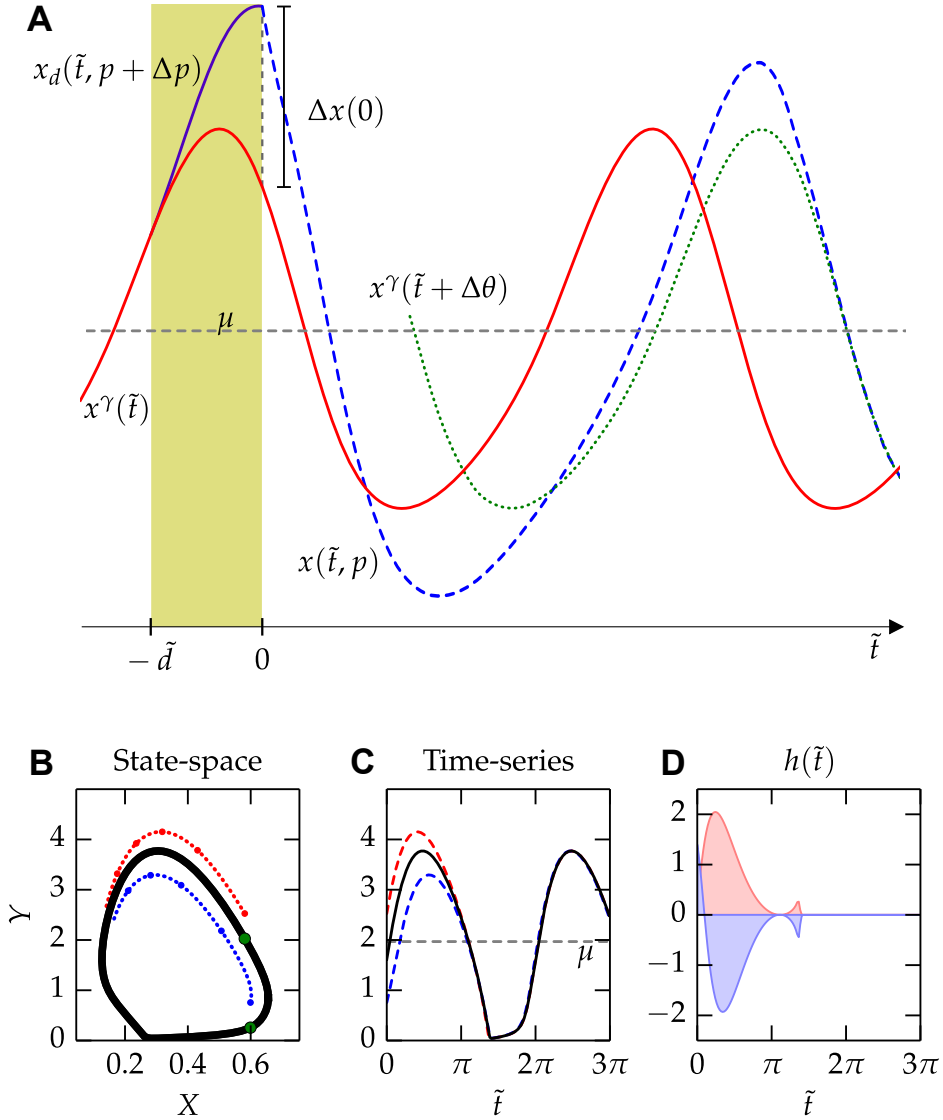 A
x_d(t̃, p + Δp)
Δx(0)
x^γ(t̃ + Δθ)
μ
x^γ(t̃)
x(t̃, p)
− d̃
0
t̃
B
State-space
C
Time-series
D
h(t̃)
4
3
2
1
0
Y
0.2
0.4
0.6
X
4
3
2
1
0
μ
0
π
2π
3π
t̃
2
1
0
−1
−2
0
π
2π
3π
t̃